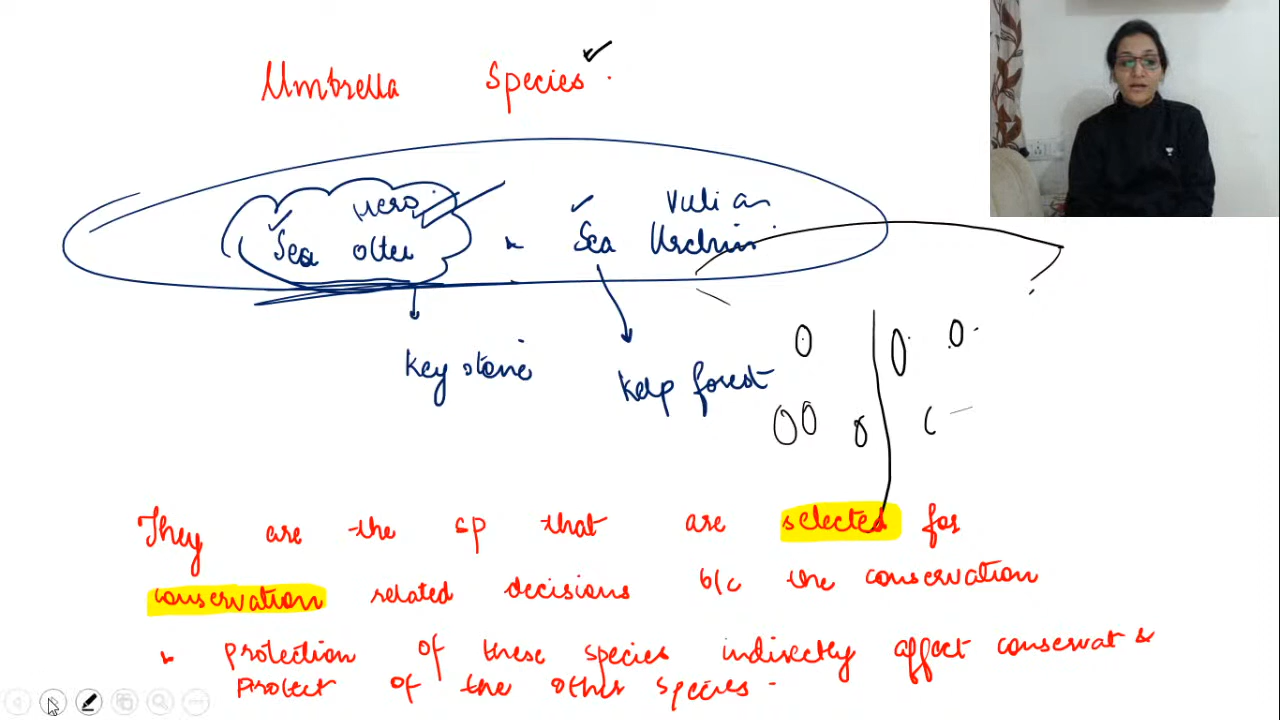 Umbrella Species
Hero Vulian
Sea otter & Sea Urchin
Key stone
Kelp forest
They are the sp that are selected for
conservation related decisions b/c the conservation
& protection of these species indirectly affect conservat &
protect of the other species